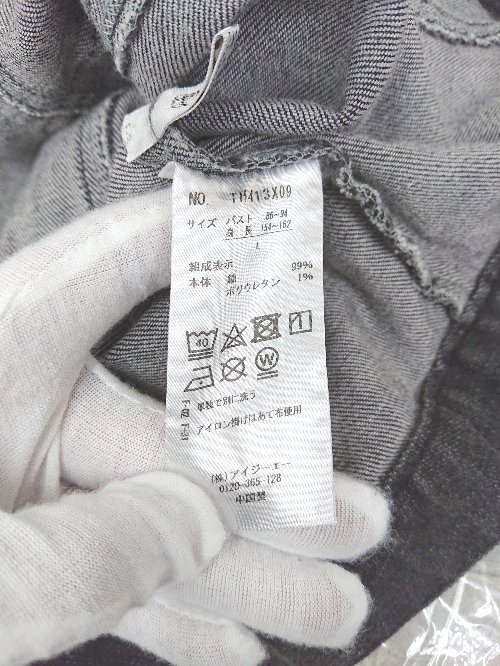 NO. TH413X09
サイズ バスト 86~94
身長 154~162
L
組成表示
本体 綿 99%
ポリウレタン 1%
40
W
単独で別に洗う
アイロン掛けはあて布使用
(株)アイジーエー
0120-365-128
中国製